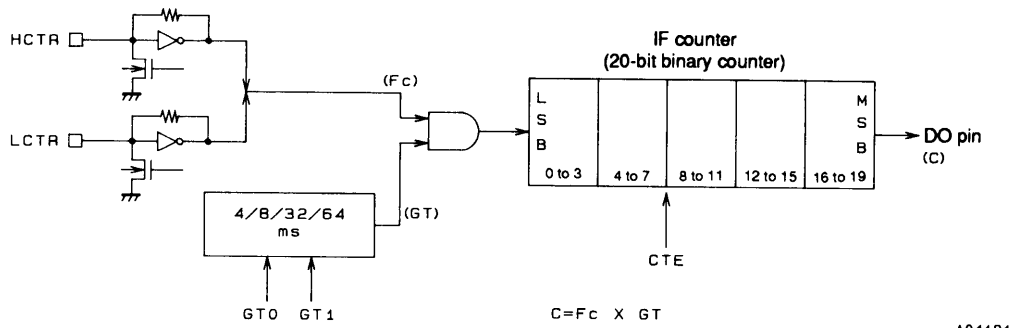 IF counter
(20-bit binary counter)
HCTR
LCTR
(Fc)
L
S
B
M
S
B
0 to 3
4 to 7
8 to 11
12 to 15
16 to 19
DO pin
(C)
4/8/32/64
ms
(GT)
CTE
GT0 GT1
C=Fc X GT